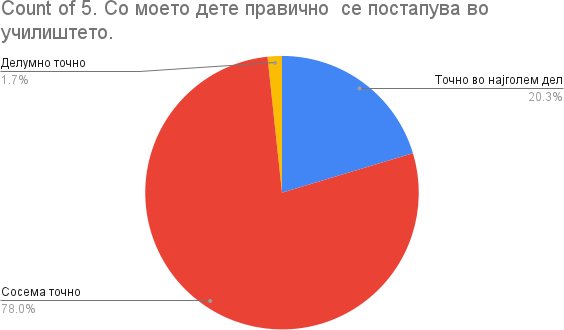 Count of 5. Со моето дете правично  се постапува во
училиштето.
Делумно точно
1.7%
Точно во најголем дел
20.3%
Сосема точно
78.0%